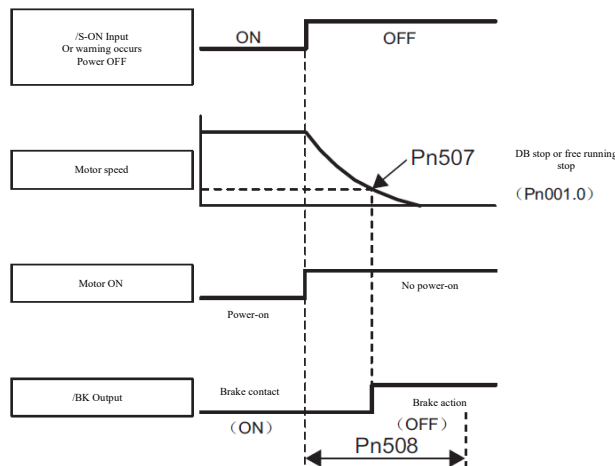 /S-ON Input
Or warning occurs
Power OFF
ON
OFF
Motor speed
Pn507
DB stop or free running
stop
（Pn001.0）
Motor ON
Power-on
No power-on
/BK Output
Brake contact
（ON）
Brake action
（OFF）
Pn508